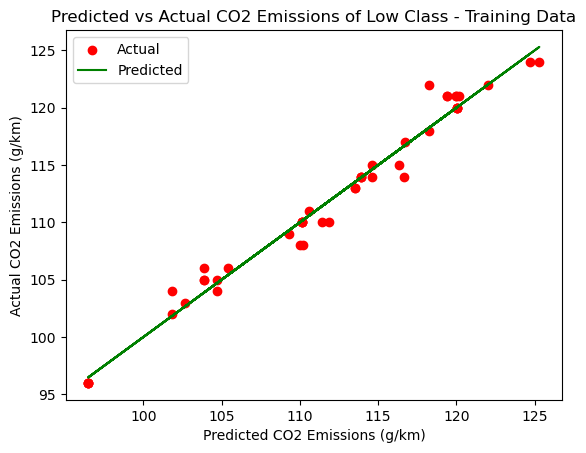 Predicted vs Actual CO2 Emissions of Low Class - Training Data
Actual
Predicted
125
120
115
110
105
100
95
Actual CO2 Emissions (g/km)
100 105 110 115 120 125
Predicted CO2 Emissions (g/km)